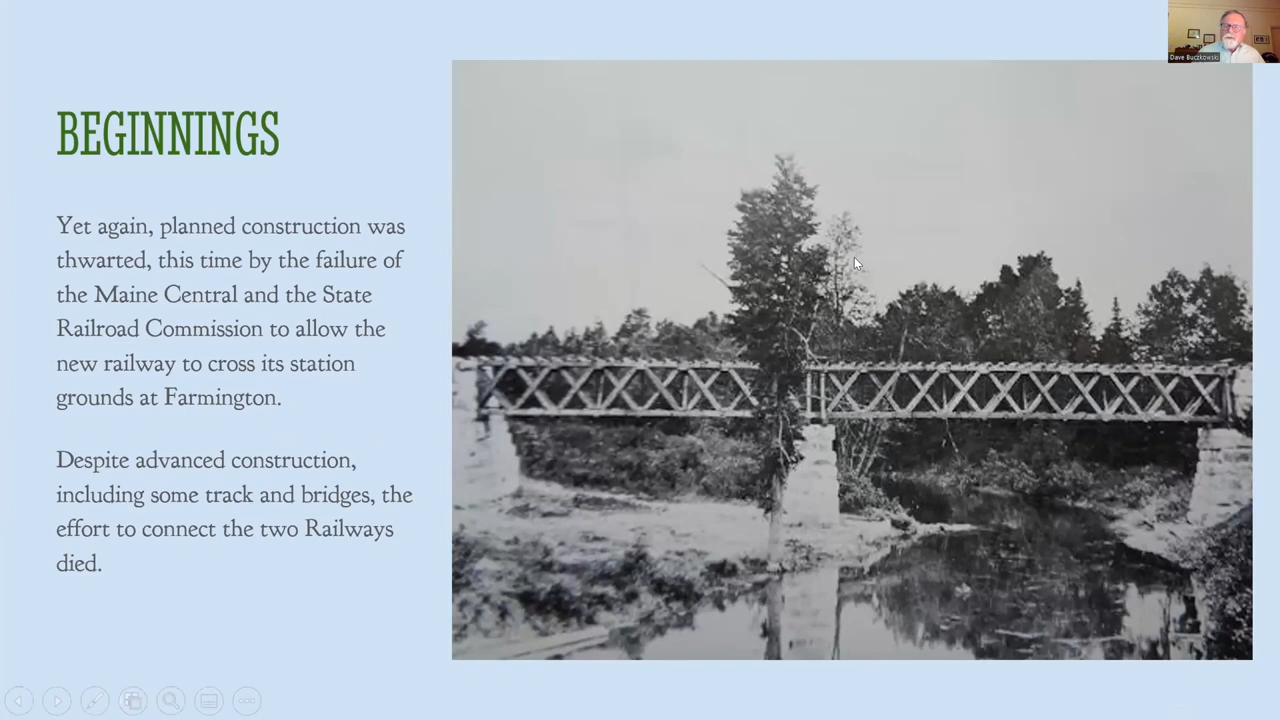 Dave Buczkowski
BEGINNINGS
Yet again, planned construction was
thwarted, this time by the failure of
the Maine Central and the State
Railroad Commission to allow the
new railway to cross its station
grounds at Farmington.
Despite advanced construction,
including some track and bridges, the
effort to connect the two Railways
died.